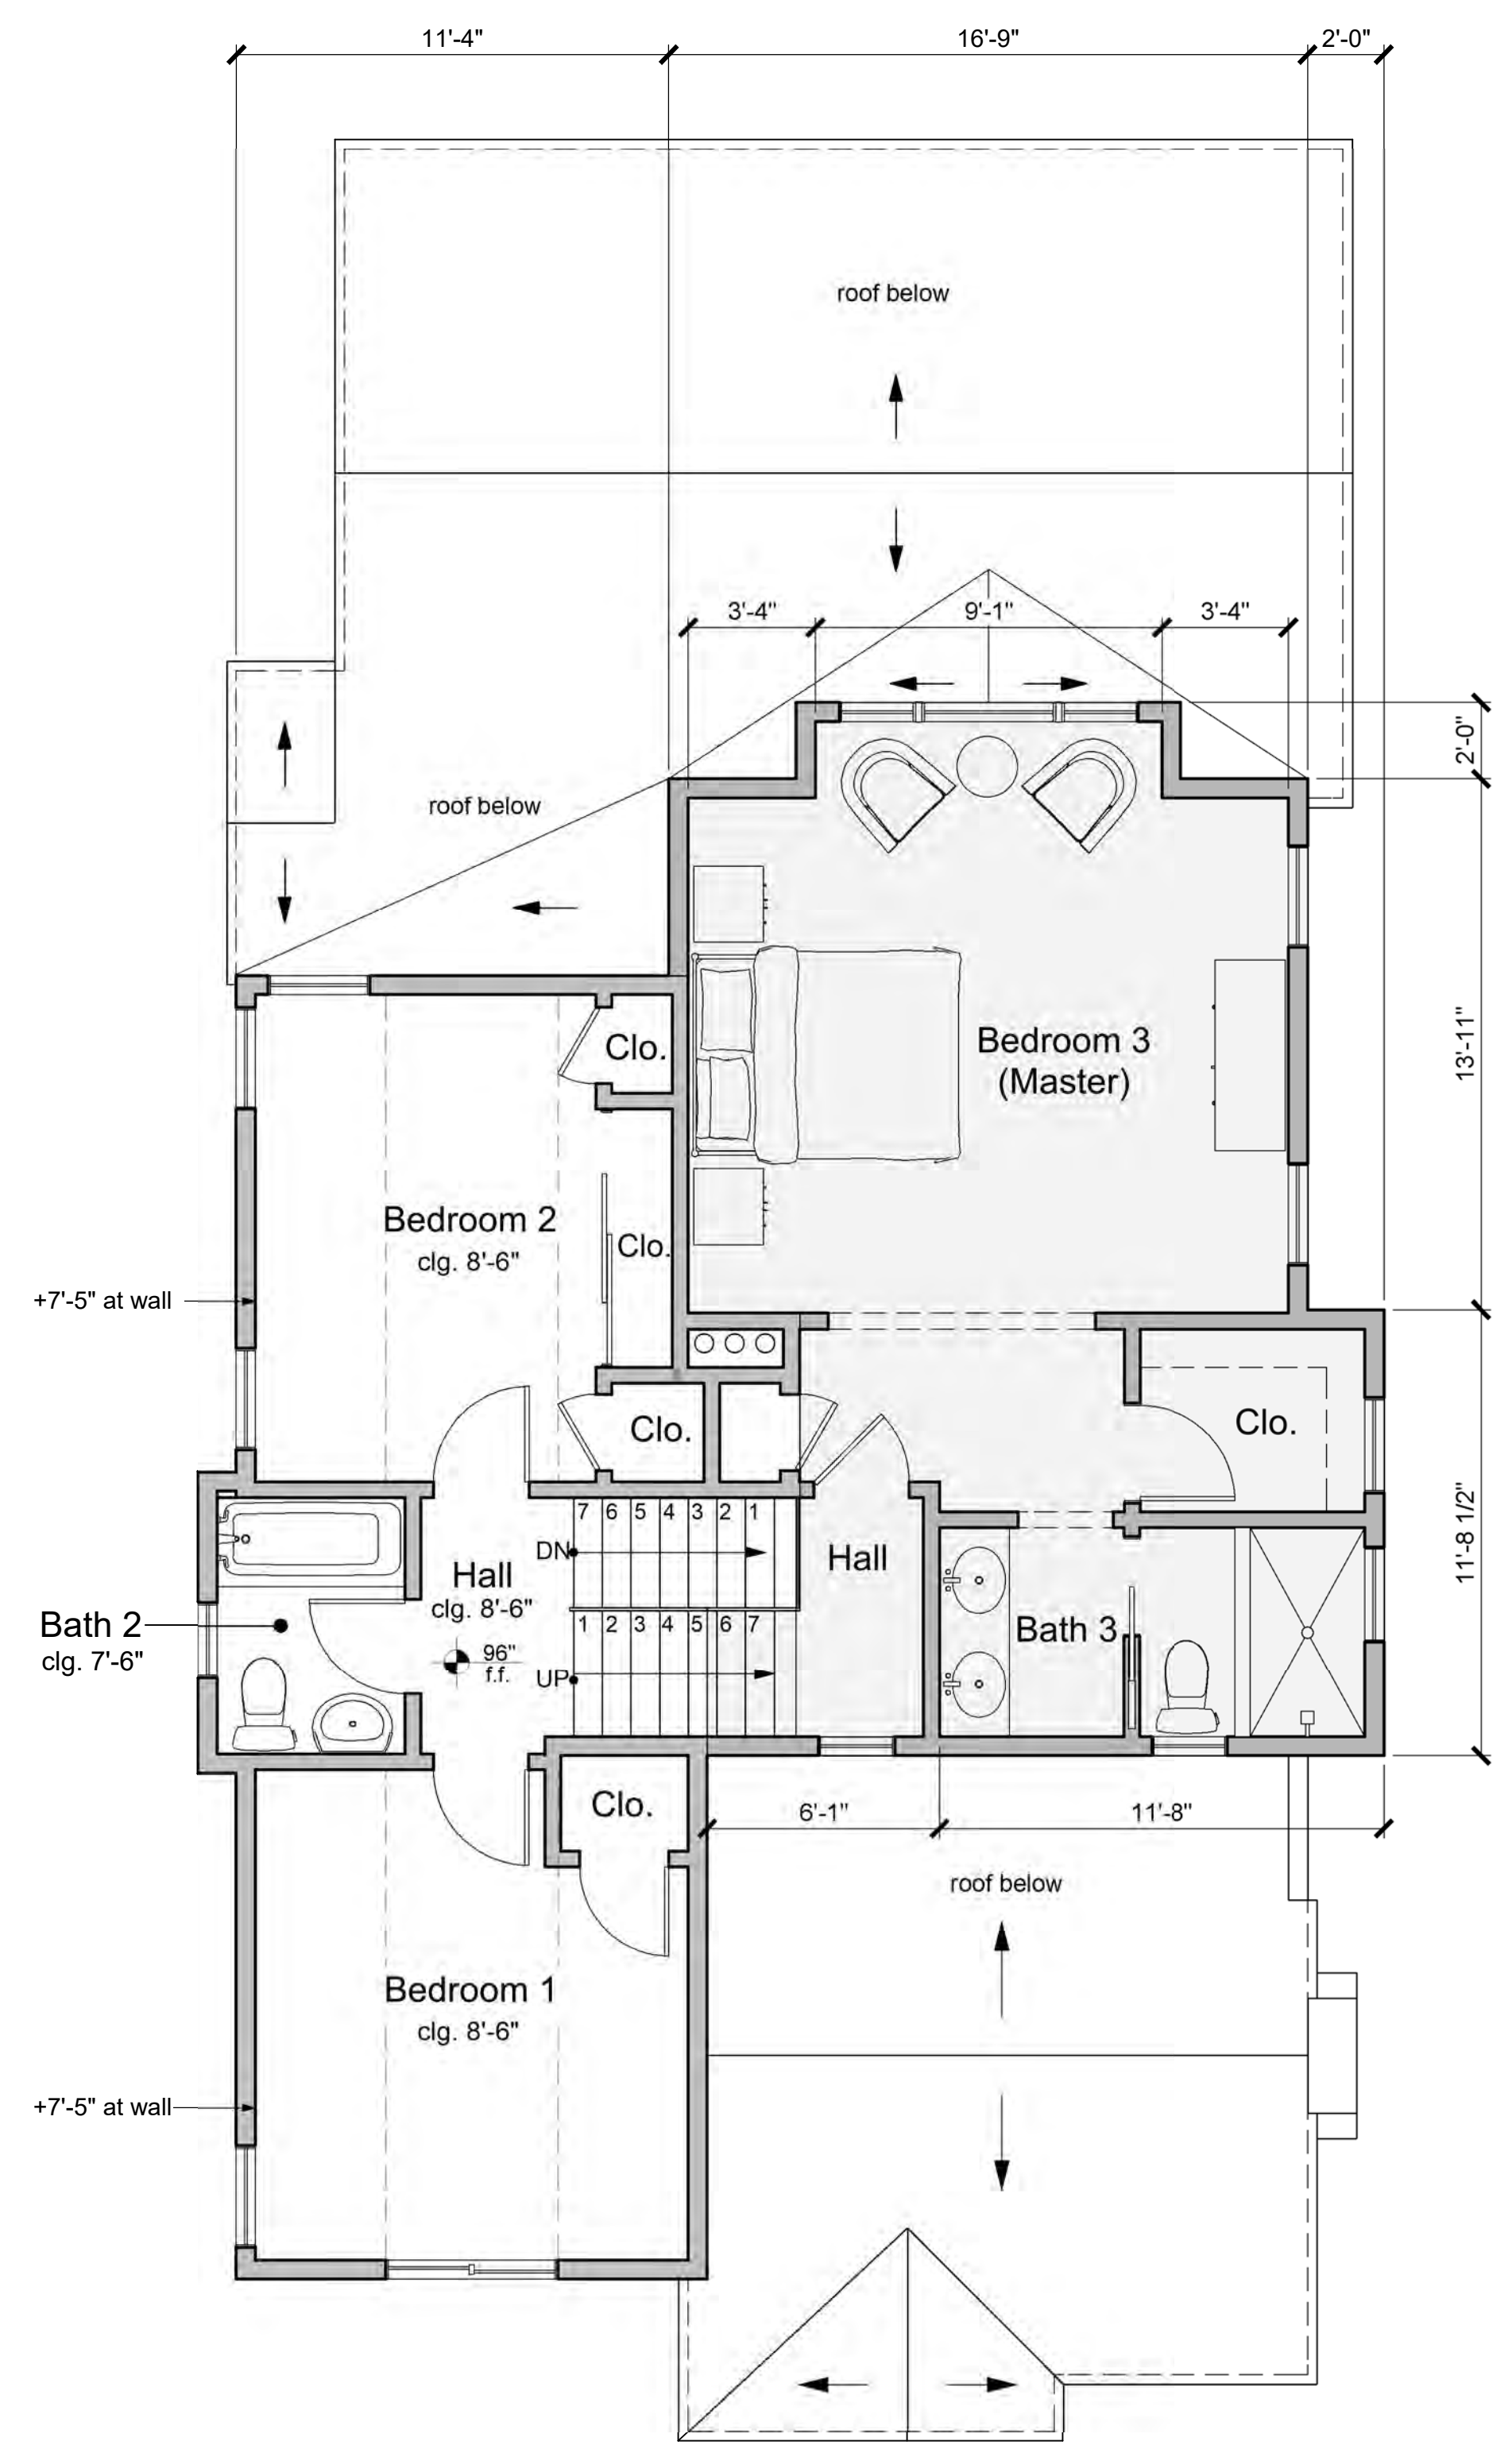 11'-4"
16'-9"
2'-0"
roof below
3'-4"
9'-1"
3'-4"
2'-0"
roof below
Clo.
Bedroom 3
(Master)
13'-11"
Bedroom 2
clg. 8'-6"
Clo.
+7'-5" at wall
Clo.
Clo.
7 6 5 4 3 2 1
DN
Hall
clg. 8'-6"
Hall
11'-8 1/2"
Bath 2
clg. 7'-6"
1 2 3 4 5 6 7
Bath 3
96"
f.f.
UP
Clo.
6'-1"
11'-8"
roof below
Bedroom 1
clg. 8'-6"
+7'-5" at wall